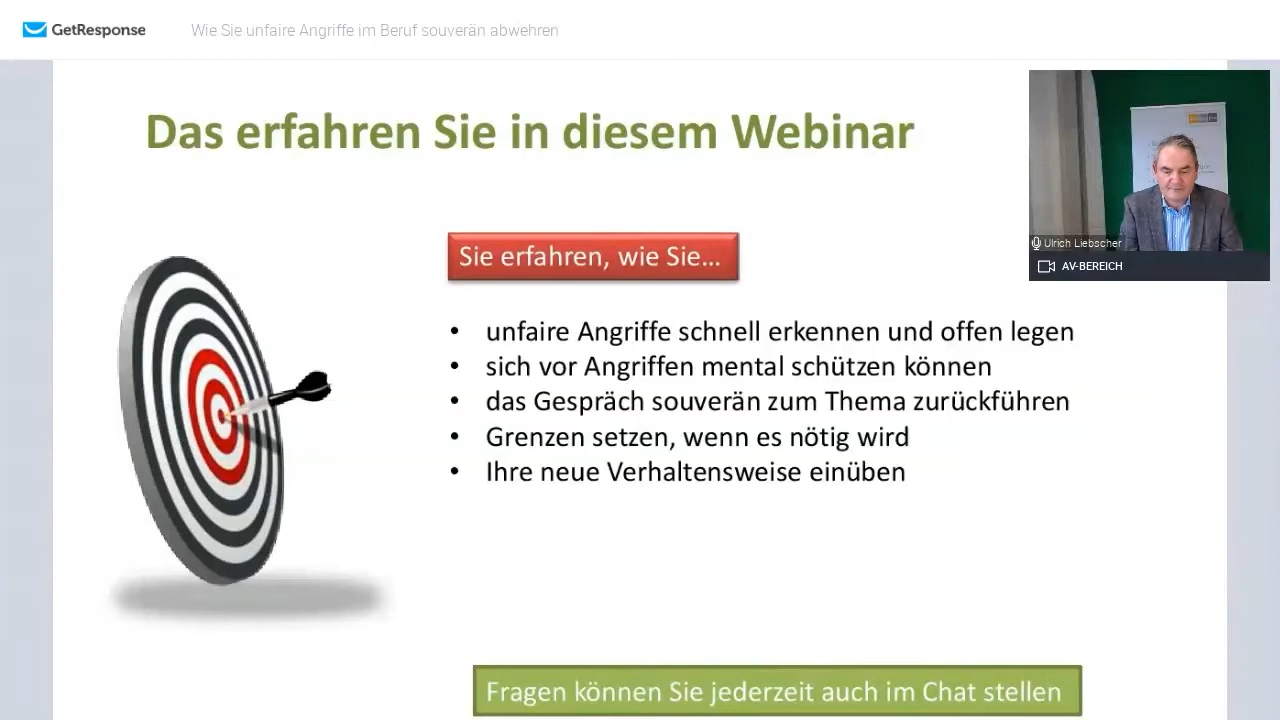 GetResponse
Wie Sie unfaire Angriffe im Beruf souverän abwehren
Das erfahren Sie in diesem Webinar
Sie erfahren, wie Sie...
• unfaire Angriffe schnell erkennen und offen legen
• sich vor Angriffen mental schützen können
• das Gespräch souverän zum Thema zurückführen
• Grenzen setzen, wenn es nötig wird
• Ihre neue Verhaltensweise einüben
Ulrich Liebscher
AV-BEREICH
Fragen können Sie jederzeit auch im Chat stellen